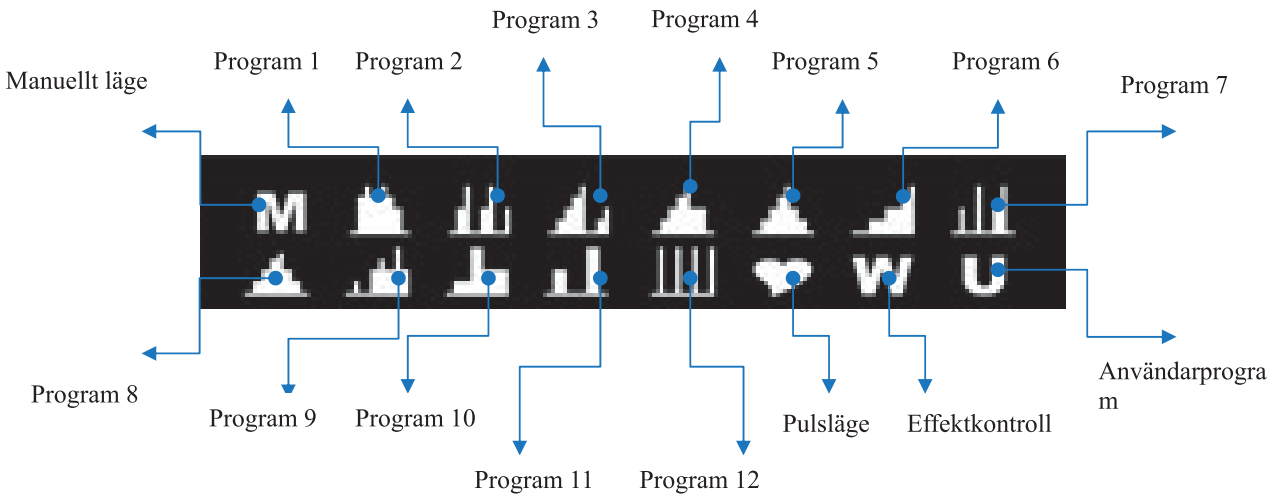 Program 3
Program 4
Program 1
Program 2
Program 5
Program 6
Manuellt läge
Program 7
M
W
U
Program 8
Användarprogra
m
Program 9
Program 10
Pulsläge
Effektkontroll
Program 11
Program 12